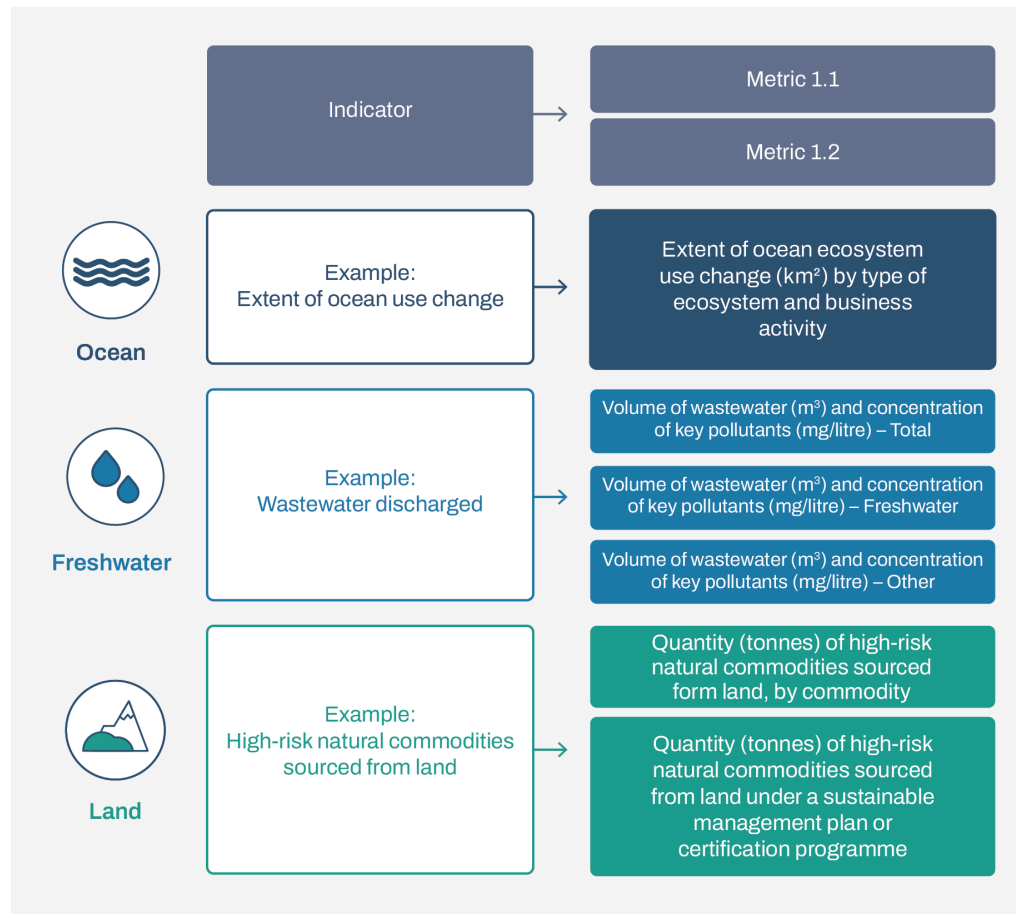 Indicator
Metric 1.1
Metric 1.2
Ocean
Example:
Extent of ocean use change
Extent of ocean ecosystem
use change (km²) by type of
ecosystem and business
activity
Freshwater
Example:
Wastewater discharged
Volume of wastewater (m³) and concentration
of key pollutants (mg/litre) – Total
Volume of wastewater (m³) and concentration
of key pollutants (mg/litre) – Freshwater
Volume of wastewater (m³) and concentration
of key pollutants (mg/litre) – Other
Land
Example:
High-risk natural commodities
sourced from land
Quantity (tonnes) of high-risk
natural commodities sourced
form land, by commodity
Quantity (tonnes) of high-risk
natural commodities sourced
from land under a sustainable
management plan or
certification programme